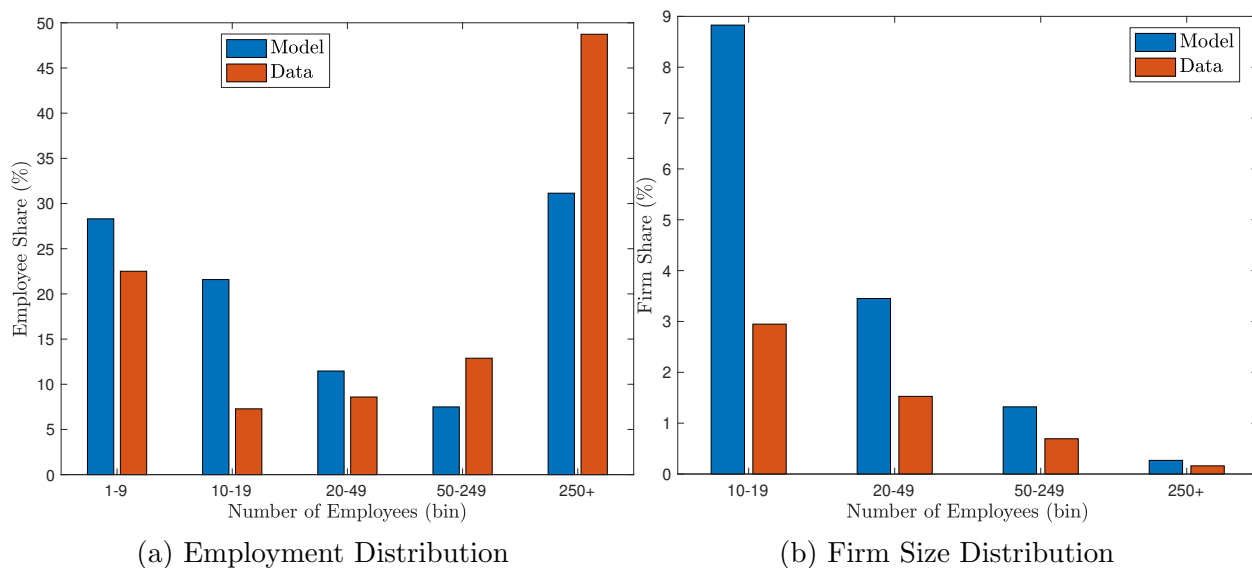 50
45
40
35
30
25
20
15
10
5
0
Employee Share (%)
Model
Data
1-9 10-19 20-49 50-249 250+
Number of Employees (bin)
(a) Employment Distribution
9
8
7
6
5
4
3
2
1
0
Firm Share (%)
Model
Data
10-19 20-49 50-249 250+
Number of Employees (bin)
(b) Firm Size Distribution